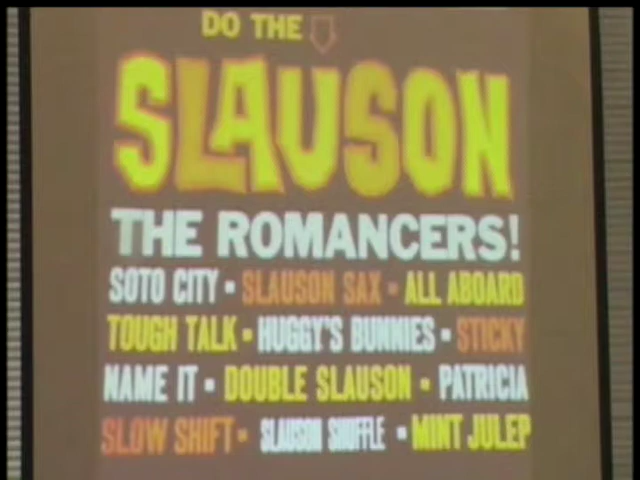 DO THE
SLAUSON
THE ROMANCERS!
SOTO CITY • SLAUSON SAX • ALL ABOARD
TOUGH TALK • HUGGY'S BUNNIES • STICKY
NAME IT • DOUBLE SLAUSON • PATRICIA
SLOW SHIFT • SLAUSON SHUFFLE • MINT JULEP